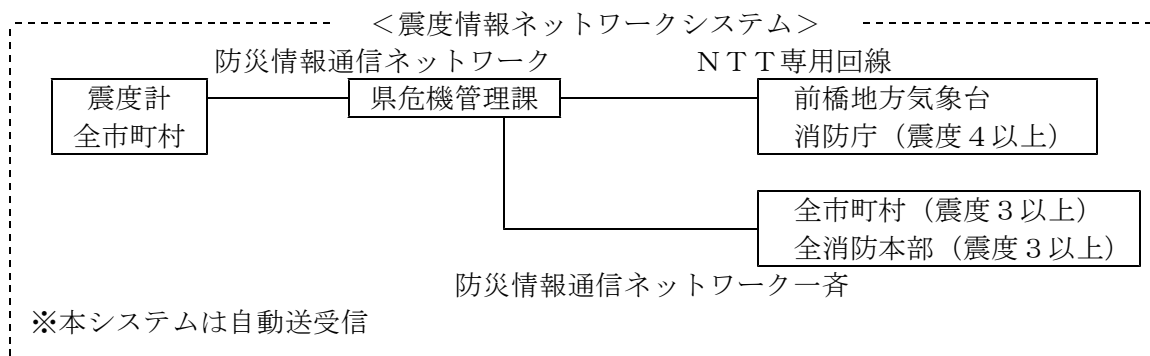 ＜震度情報ネットワークシステム＞
防災情報通信ネットワーク
ＮＴＴ専用回線
震度計
全市町村
県危機管理課
前橋地方気象台
消防庁（震度４以上）
全市町村（震度３以上）
全消防本部（震度３以上）
防災情報通信ネットワーク一斉
※本システムは自動送受信